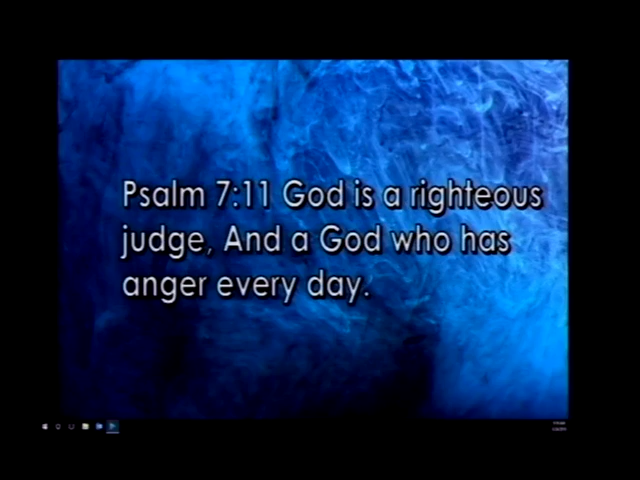 Psalm 7:11 God is a righteous
judge, And a God who has
anger every day.